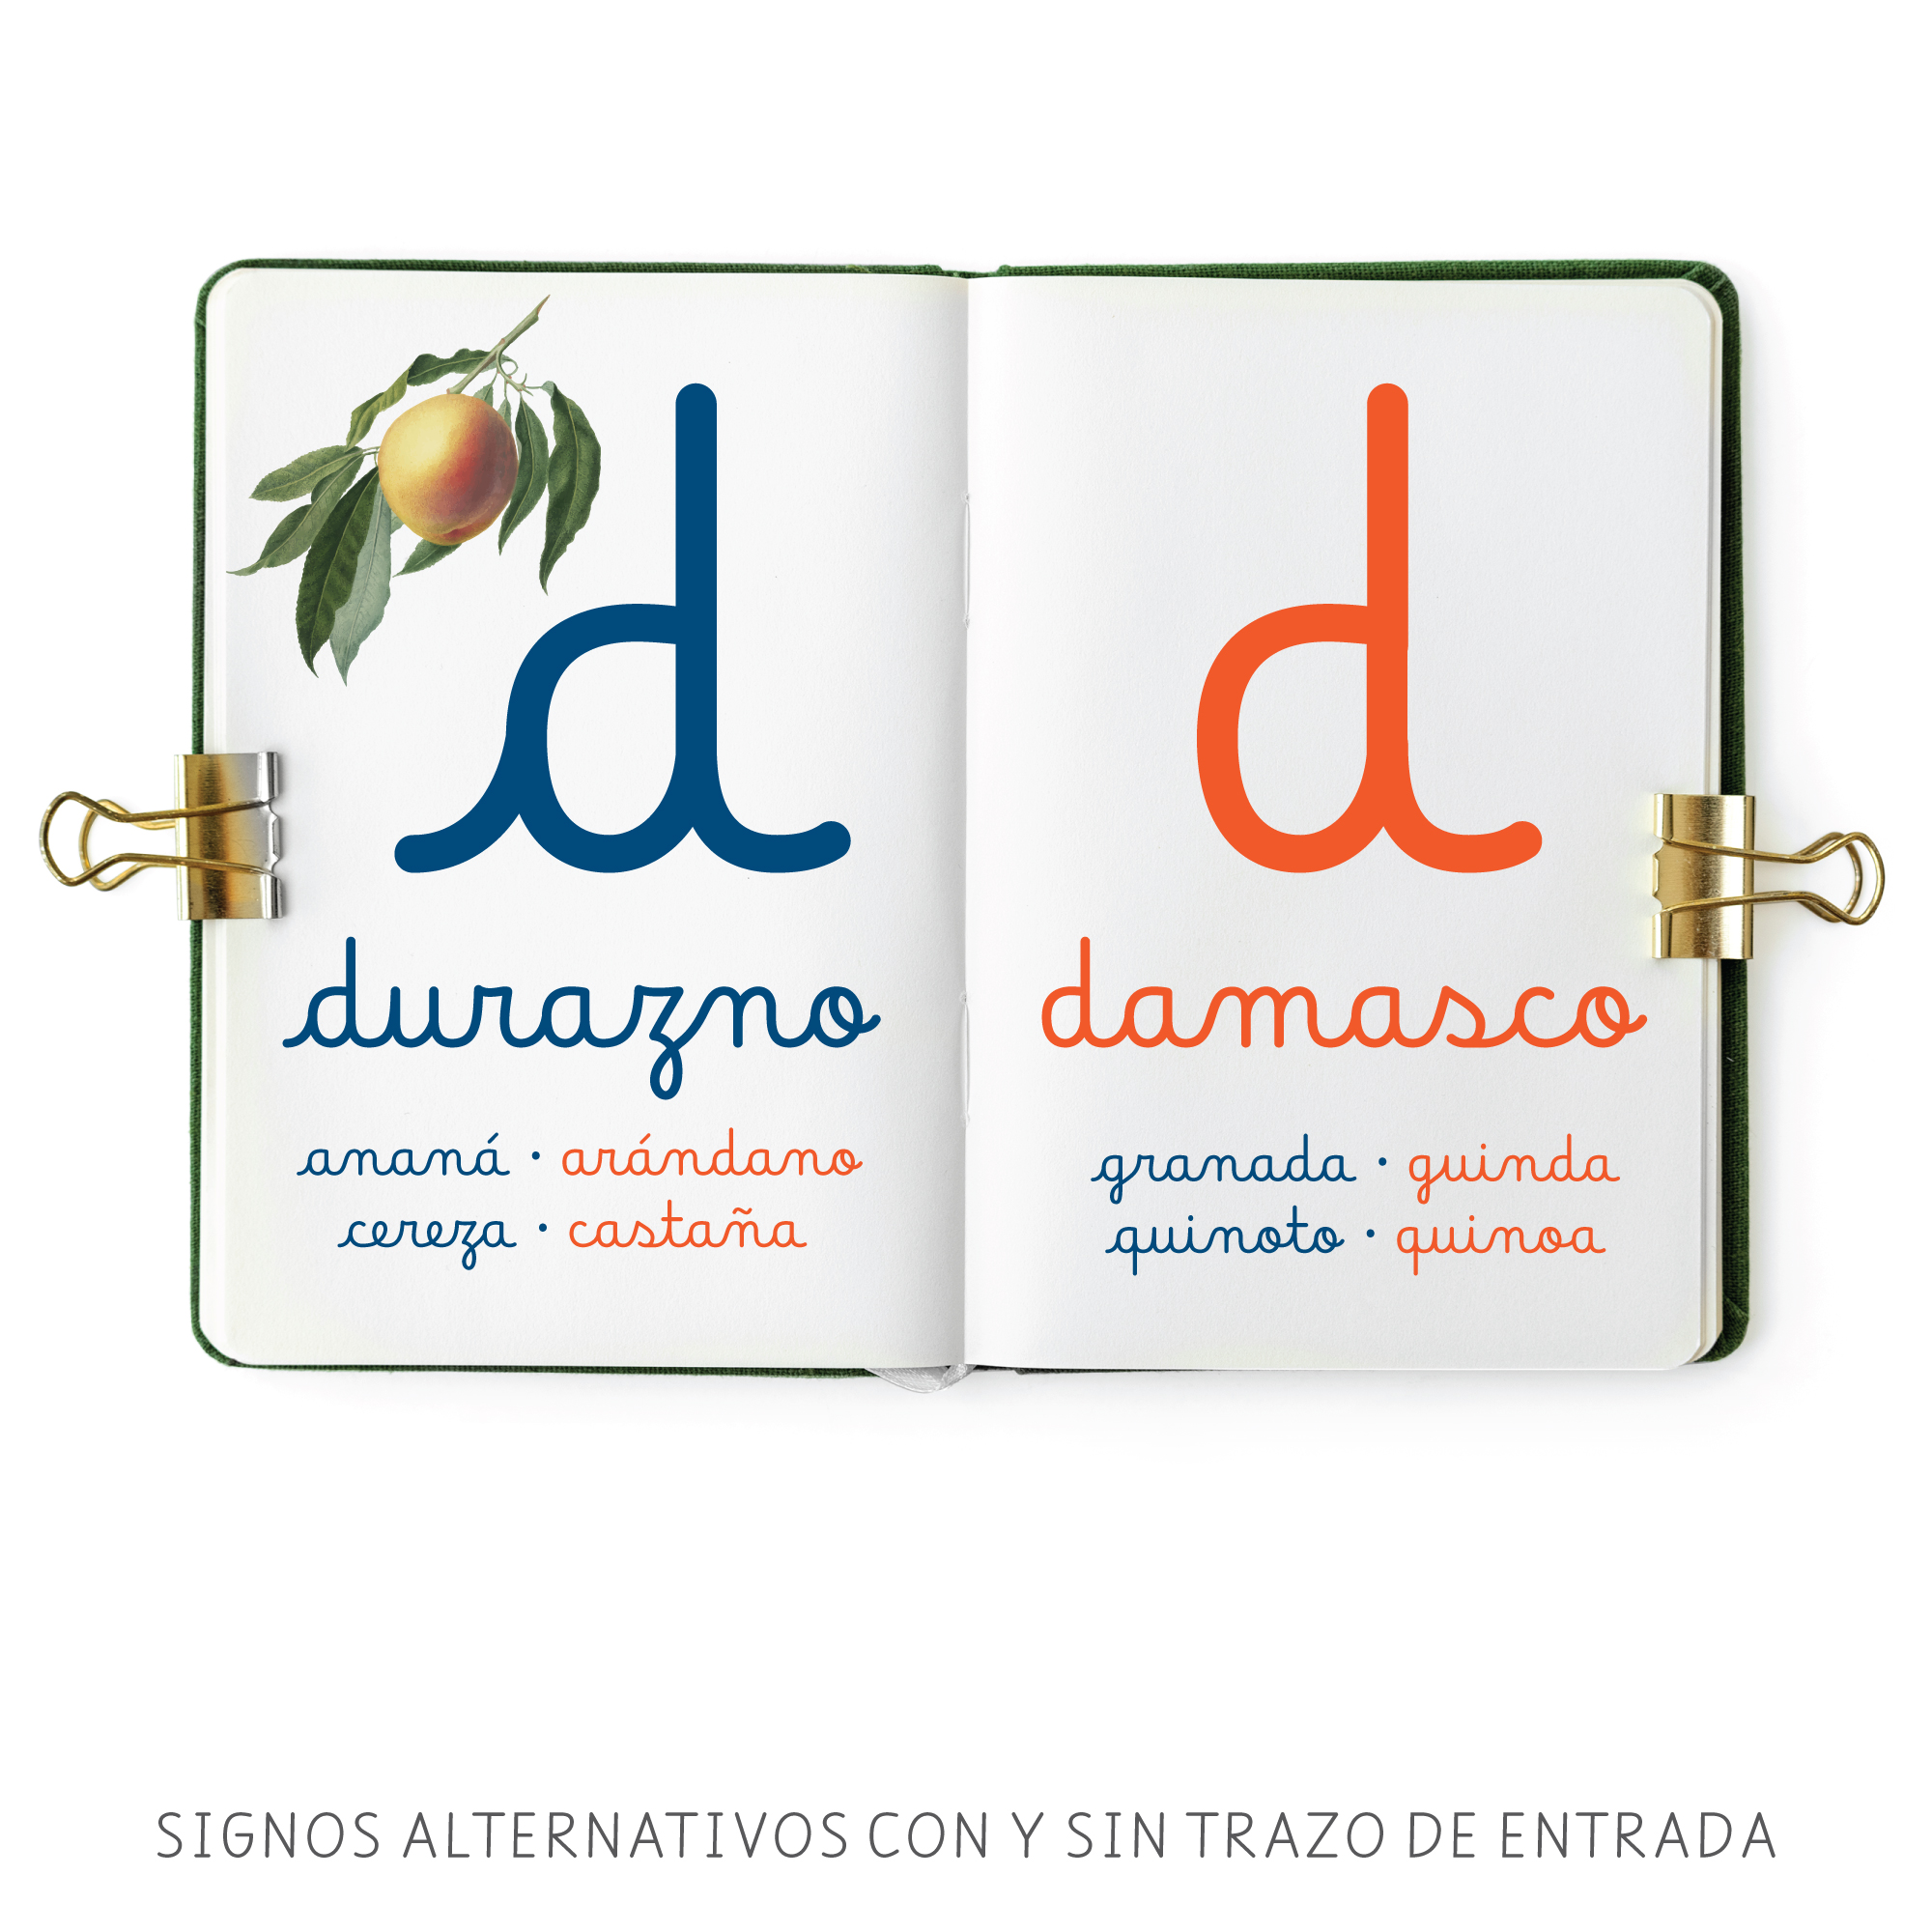 d
durazno
ananá · arándano
cereza · castaña
d
damasco
granada · guinda
quinoto · quinoa
SIGNOS ALTERNATIVOS CON Y SIN TRAZO DE ENTRADA